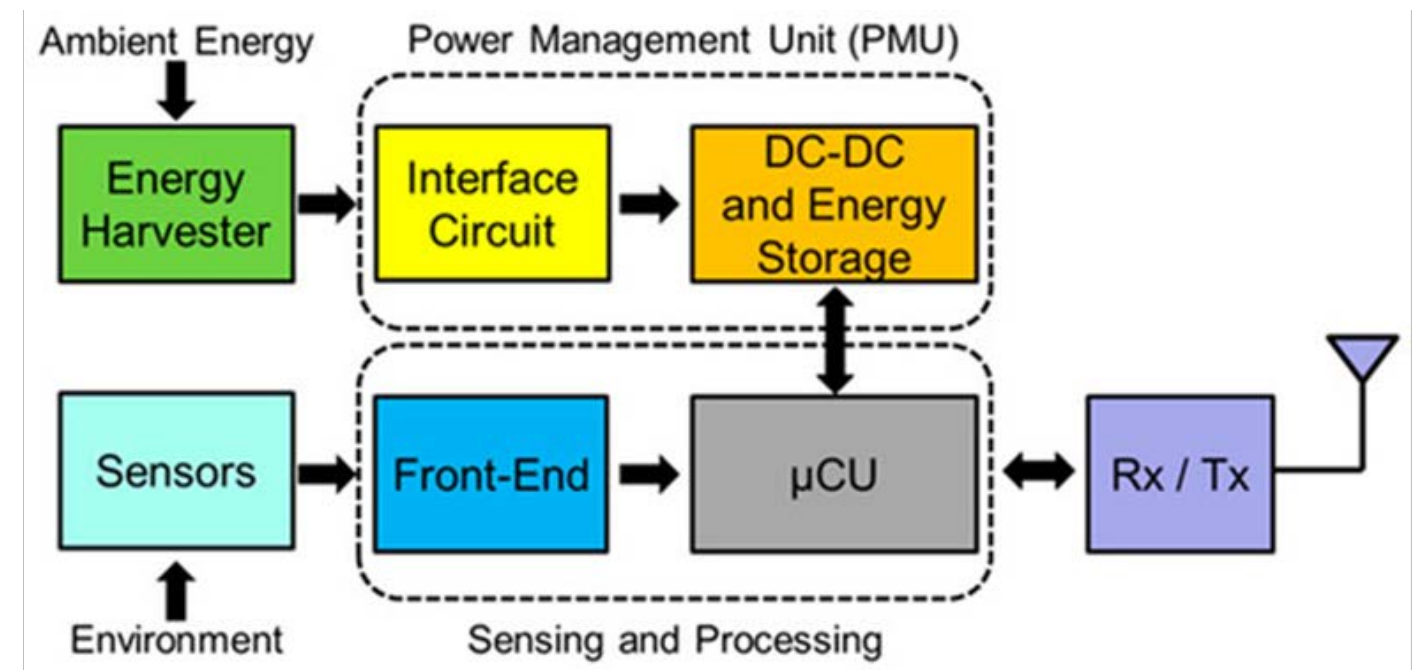 Ambient Energy
Power Management Unit (PMU)
Energy
Harvester
Interface
Circuit
DC-DC
and Energy
Storage
Sensors
Front-End
µCU
Rx / Tx
Environment
Sensing and Processing